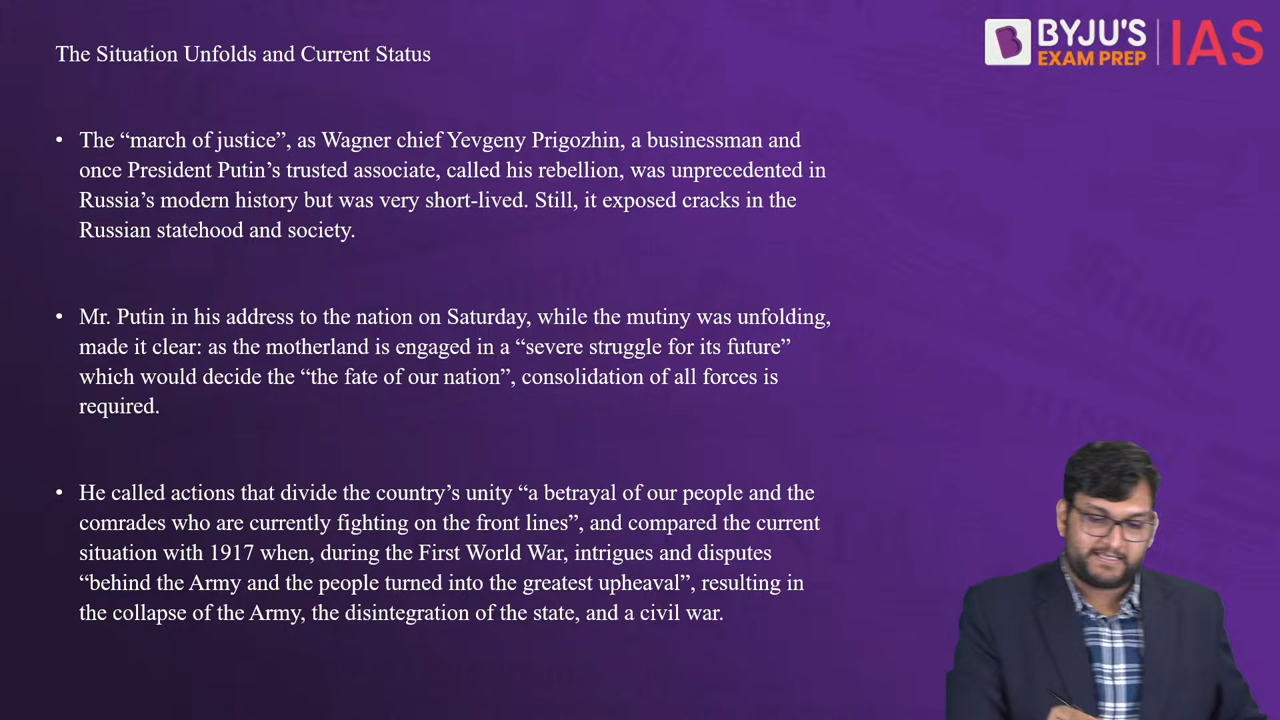 The Situation Unfolds and Current Status
BYJU'S
EXAM PREP
IAS
• The “march of justice”, as Wagner chief Yevgeny Prigozhin, a businessman and
once President Putin’s trusted associate, called his rebellion, was unprecedented in
Russia’s modern history but was very short-lived. Still, it exposed cracks in the
Russian statehood and society.
• Mr. Putin in his address to the nation on Saturday, while the mutiny was unfolding,
made it clear: as the motherland is engaged in a “severe struggle for its future”
which would decide the “the fate of our nation”, consolidation of all forces is
required.
• He called actions that divide the country’s unity “a betrayal of our people and the
comrades who are currently fighting on the front lines”, and compared the current
situation with 1917 when, during the First World War, intrigues and disputes
“behind the Army and the people turned into the greatest upheaval”, resulting in
the collapse of the Army, the disintegration of the state, and a civil war.